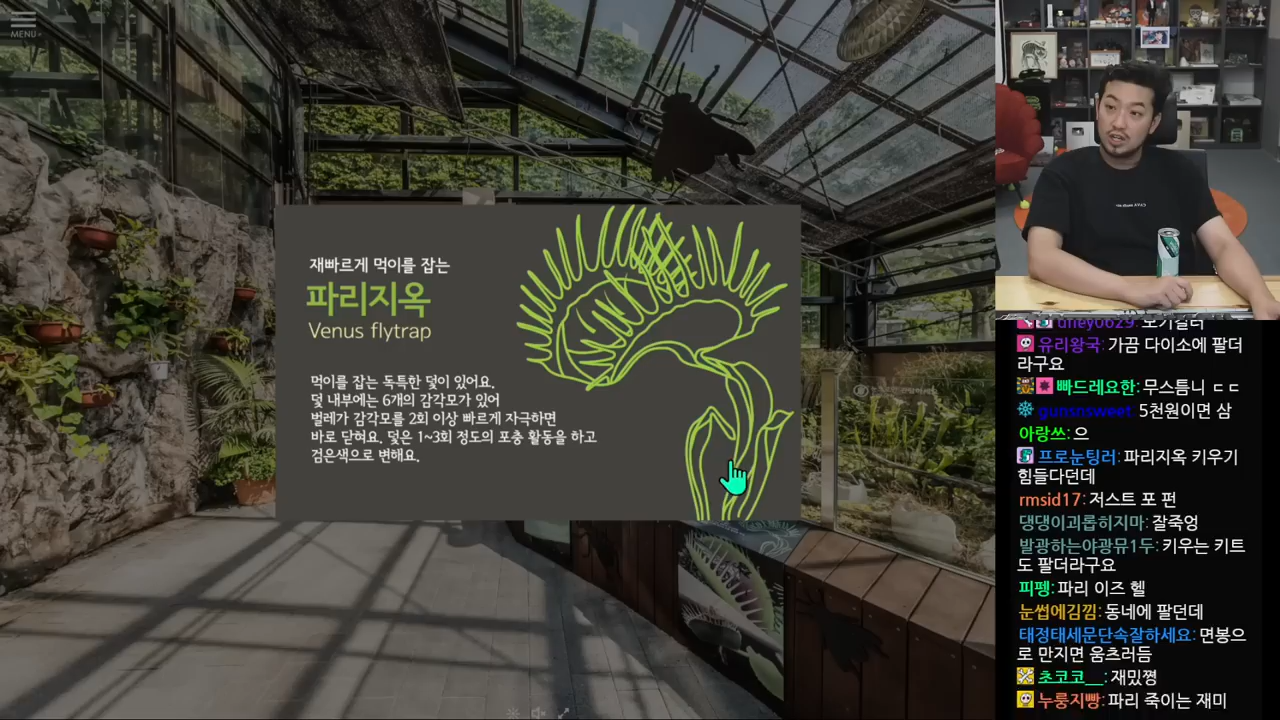 MENU
재빠르게 먹이를 잡는
파리지옥
Venus flytrap
먹이를 잡는 독특한 덫이 있어요.
덫 내부에는 6개의 감각모가 있어
벌레가 감각모를 2회 이상 빠르게 자극하면
바로 닫혀요. 덫은 1~3회 정도의 포충 활동을 하고
검은색으로 변해요.
유리왕국: 가끔 다이소에 팔더
라구요
빠드레요한: 무스틈니 ㄷㄷ
gunsnsweet: 5천원이면 삼
아랑쓰: 으
프로눈팅러: 파리지옥 키우기
힘들다던데
rmsid17: 저스트 포 펀
댕댕이괴롭히지마: 잘죽엉
발광하는야광뮤1두: 키우는 키트
도 팔더라구요
피펭: 파리 이즈 헬
눈썹에김낌: 동네에 팔던데
태정태세문단속잘하세요: 면봉으
로 만지면 움츠러듬
초코코__: 재밌쪙
누룽지빵: 파리 죽이는 재미